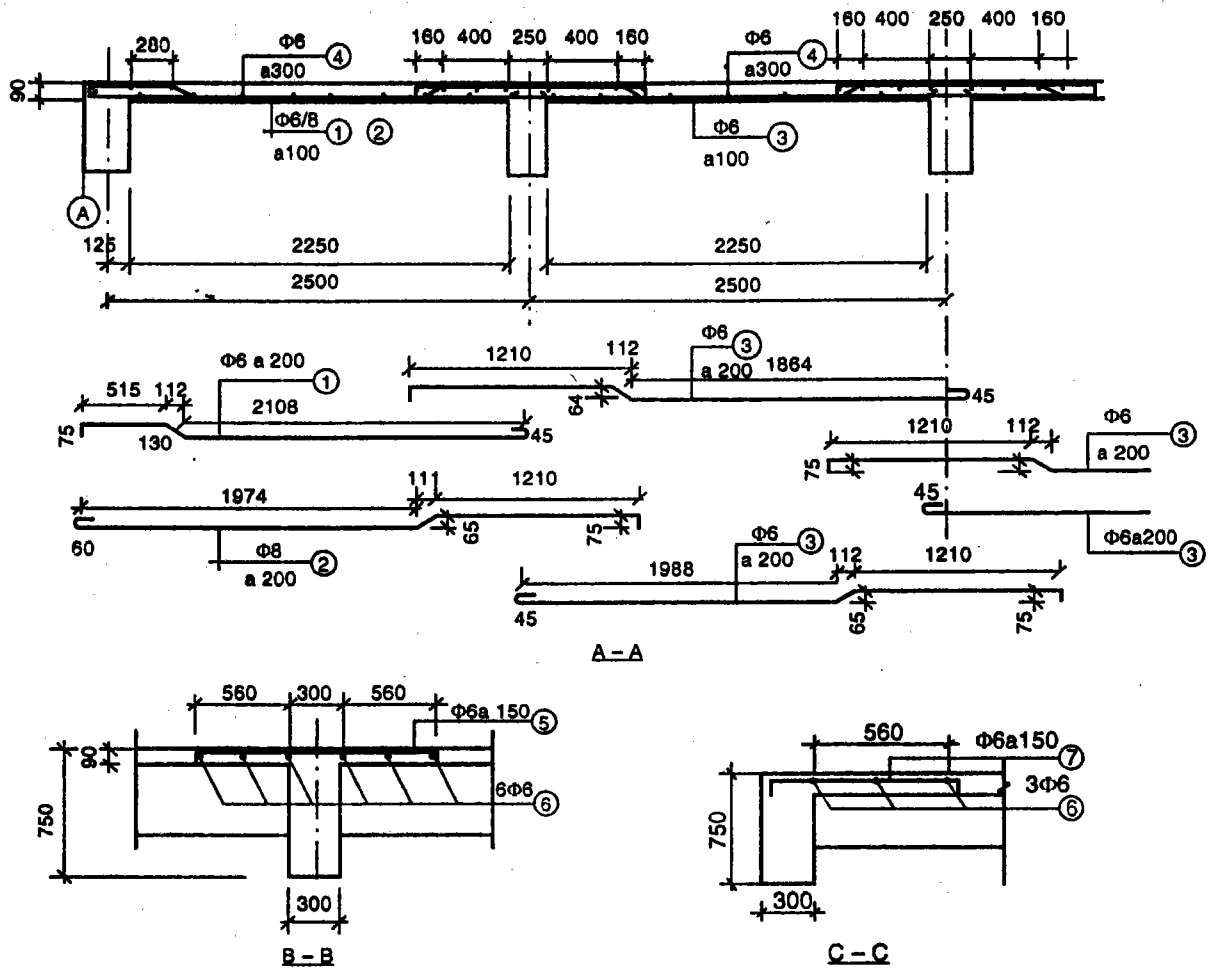 160 400 250 400 160 160 400 250 400 160
280 Φ6 ④ Φ6 ④
a300 a300
90
Φ6/8 ① ② Φ6 ③
a100 a100
A
125 2250 2250
2500 2500
Φ6 ③
1210 112 a 200 1864
64 45
Φ6 a 200 ①
515 112 2108
75 130 45
1210 112 Φ6 ③
75 a 200
1974 111 1210
60 Φ8 ② 65 75
a 200
45
Φ6a200 ③
Φ6 ③
1988 a 200 112 1210
45 65 75
A – A
560 300 560
Φ6a 150 ⑤
90
6Φ6 ⑥
750
300
B – B
560 Φ6a150
⑦
3Φ6
⑥
750
300
C – C